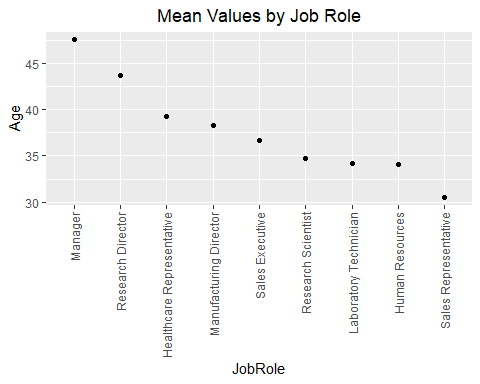 Mean Values by Job Role
Age
45
40
35
30
Manager
Research Director
Healthcare Representative
Manufacturing Director
Sales Executive
Research Scientist
Laboratory Technician
Human Resources
Sales Representative
JobRole